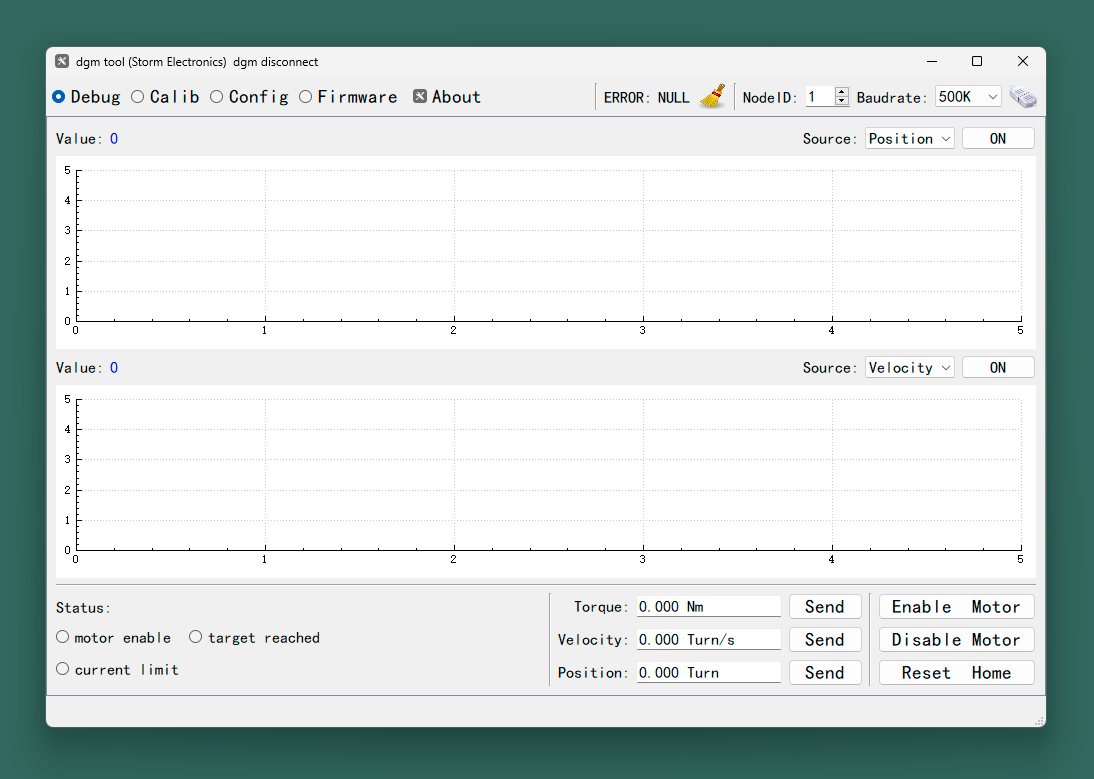 dgm tool (Storm Electronics) dgm disconnect
Debug Calib Config Firmware About ERROR: NULL NodeID: 1 Baudrate: 500K
Value: 0 Source: Position ON
5
4
3
2
1
0
0 1 2 3 4 5
Value: 0 Source: Velocity ON
5
4
3
2
1
0
0 1 2 3 4 5
Status: Torque: 0.000 Nm Send Enable Motor
motor enable target reached Velocity: 0.000 Turn/s Send Disable Motor
current limit Position: 0.000 Turn Send Reset Home